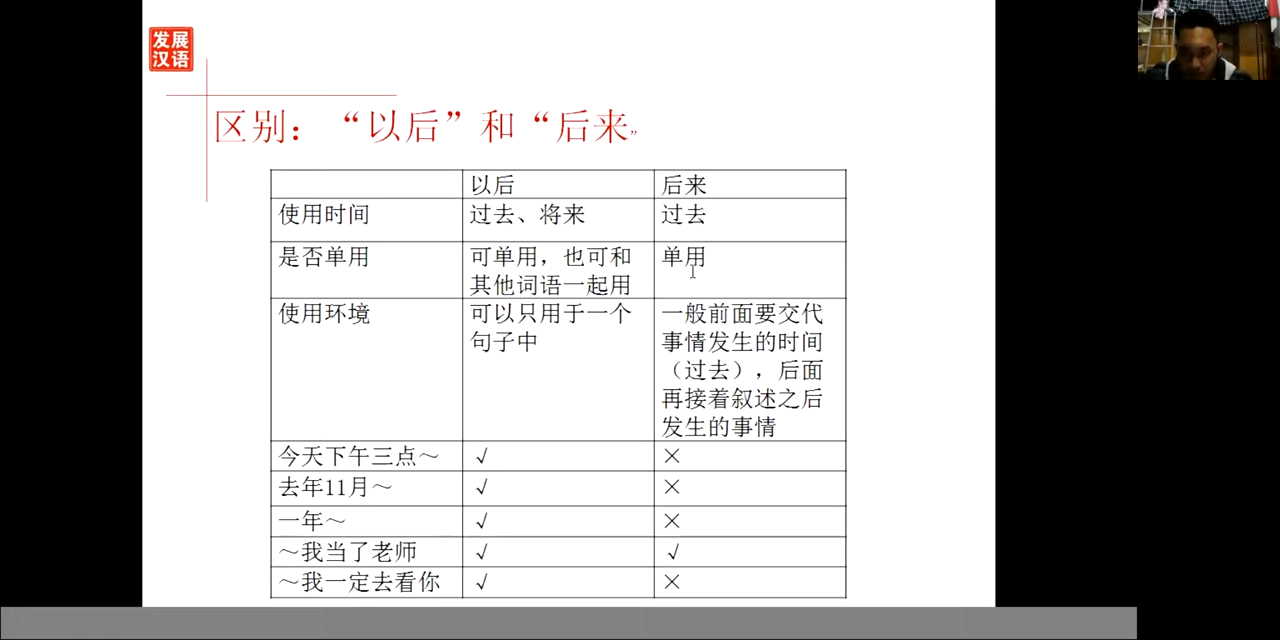 发展
汉语
区别：“以后”和“后来”
以后 后来
使用时间 过去、将来 过去
是否单用 可单用，也可和 单用
其他词语一起用
使用环境 可以只用于一个 一般前面要交代
句子中 事情发生的时间
（过去），后面
再接着叙述之后
发生的事情
今天下午三点～ √ ×
去年11月～ √ ×
一年～ √ ×
～我当了老师 √ √
～我一定去看你 √ ×